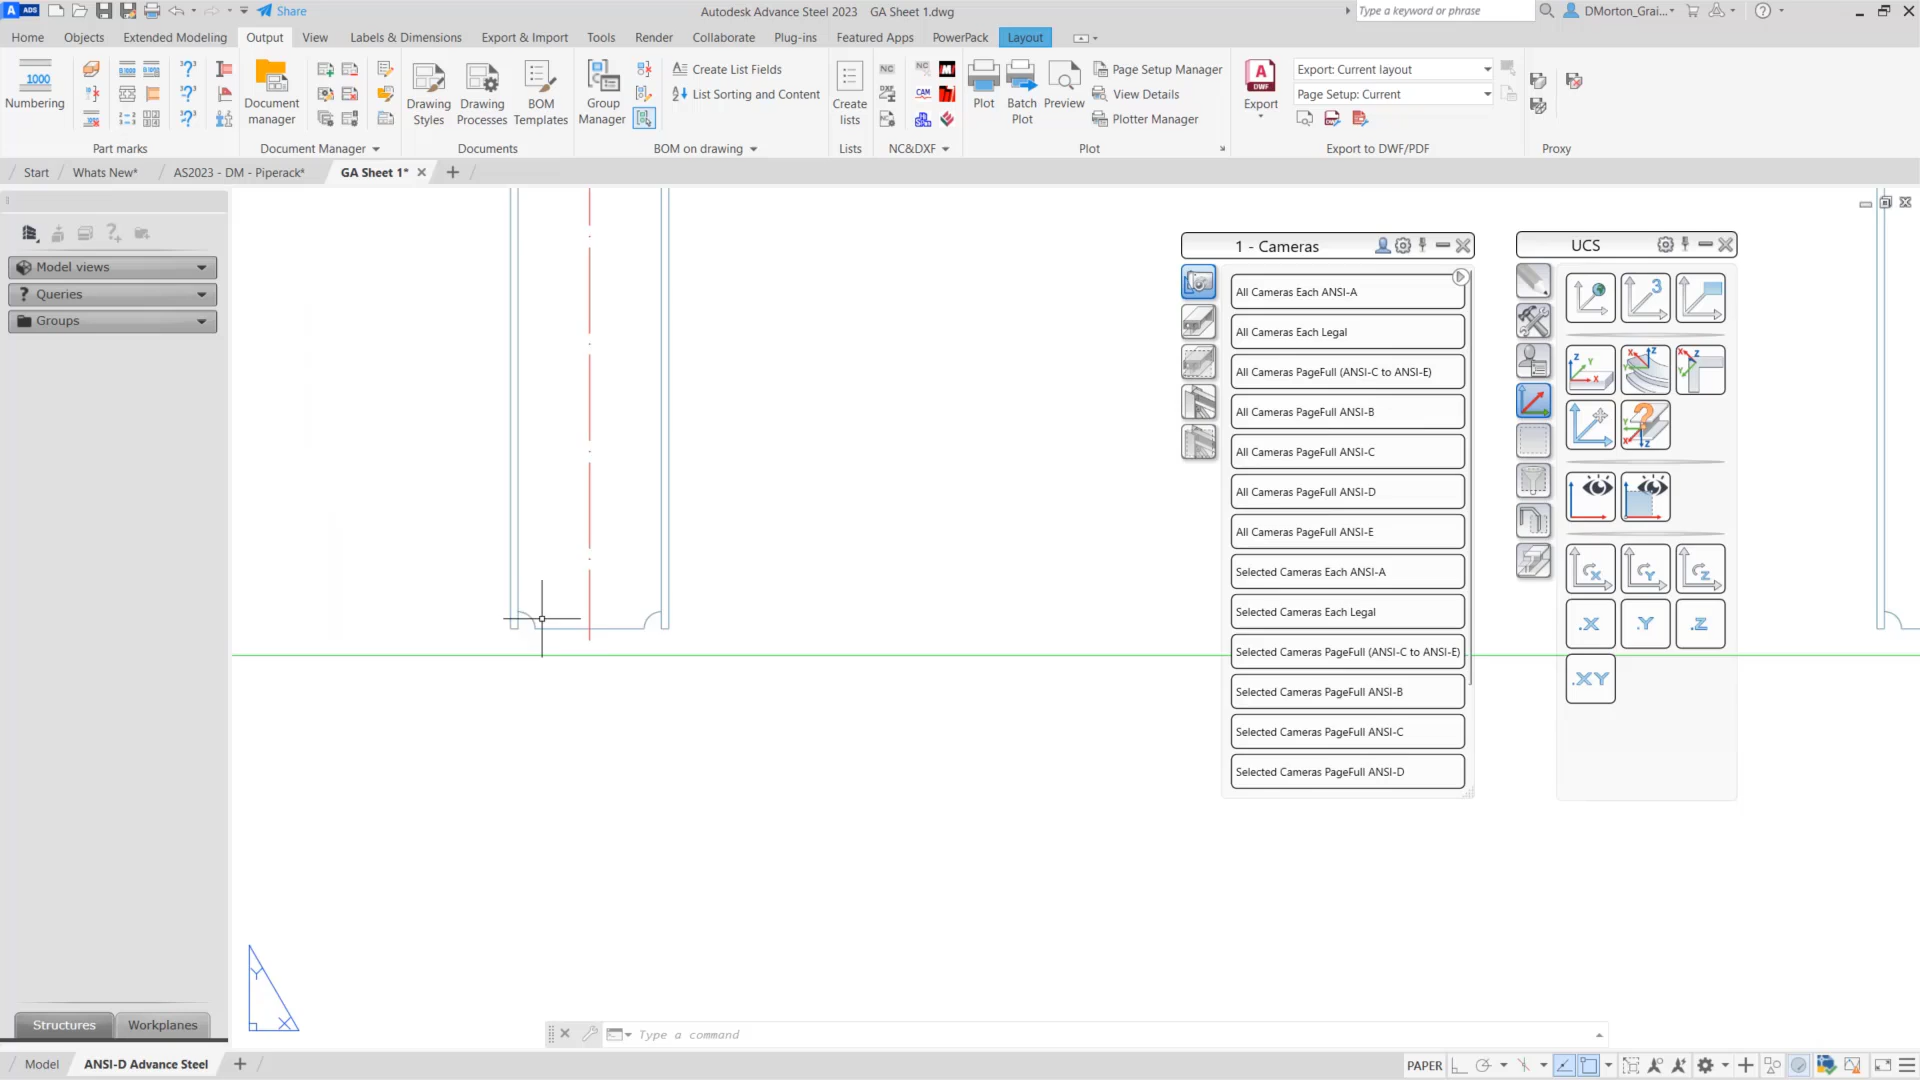 A ADS
Share
Autodesk Advance Steel 2023 GA Sheet 1.dwg
Type a keyword or phrase
DMorton_Grai...
Home
Objects
Extended Modeling
Output
View
Labels & Dimensions
Export & Import
Tools
Render
Collaborate
Plug-ins
Featured Apps
PowerPack
Layout
1000
Numbering
Part marks
Document manager
Document Manager
Drawing Styles
Drawing Processes
BOM Templates
Documents
Group Manager
Create List Fields
List Sorting and Content
BOM on drawing
Create lists
Lists
NC
NC
DXF
CAM
NC&DXF
Plot
Batch Plot
Preview
Page Setup Manager
View Details
Plotter Manager
Plot
A
DWF
Export
Export: Current layout
Page Setup: Current
Export to DWF/PDF
Proxy
Start
Whats New*
AS2023 - DM - Piperack*
GA Sheet 1*
Model views
Queries
Groups
1 - Cameras
All Cameras Each ANSI-A
All Cameras Each Legal
All Cameras PageFull (ANSI-C to ANSI-E)
All Cameras PageFull ANSI-B
All Cameras PageFull ANSI-C
All Cameras PageFull ANSI-D
All Cameras PageFull ANSI-E
Selected Cameras Each ANSI-A
Selected Cameras Each Legal
Selected Cameras PageFull (ANSI-C to ANSI-E)
Selected Cameras PageFull ANSI-B
Selected Cameras PageFull ANSI-C
Selected Cameras PageFull ANSI-D
UCS
3
Z Y X
X Z Y
X Z Y
X Y Z
X
Y
Z
.X
.Y
.Z
.XY
Y
X
Structures
Workplanes
Type a command
Model
ANSI-D Advance Steel
PAPER